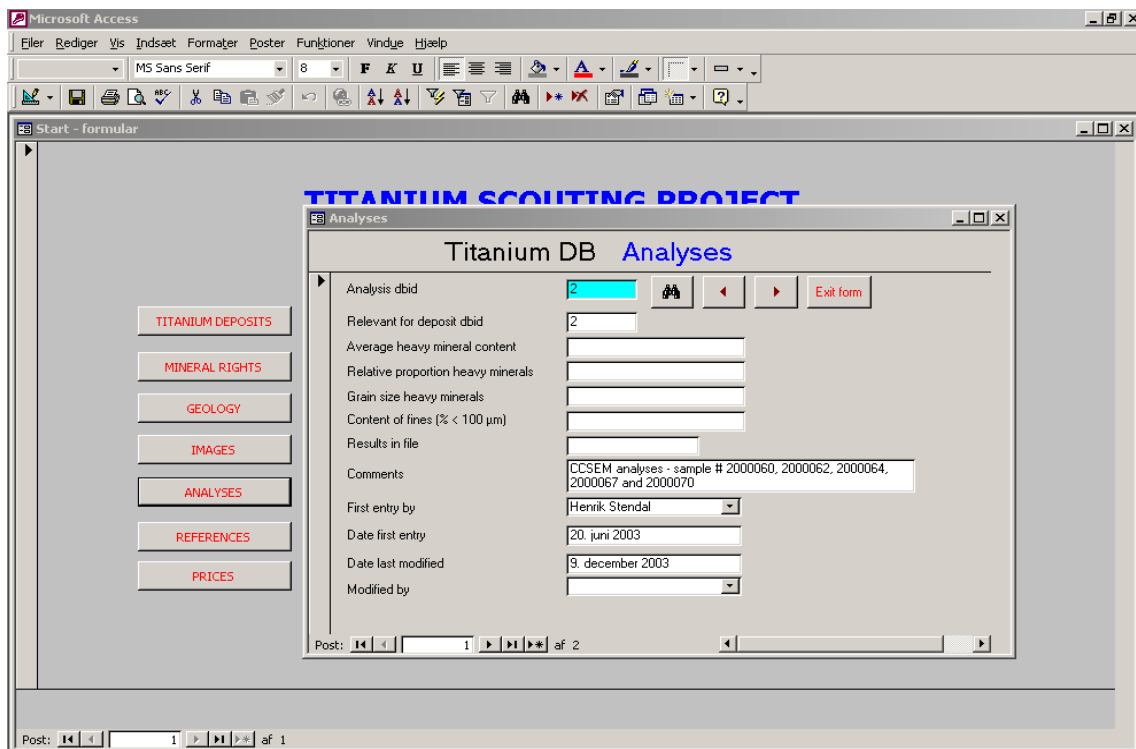 Microsoft Access
Filer Rediger Vis Indsæt Formater Poster Funktioner Vindue Hjælp
MS Sans Serif 8 F K U A
ABC
Start - formular
TITANIUM SCOUTING PROJECT
Analyses
Titanium DB Analyses
Analysis dbid 2 Exit form
Relevant for deposit dbid 2
Average heavy mineral content
Relative proportion heavy minerals
Grain size heavy minerals
Content of fines (% < 100 µm)
Results in file
Comments CCSEM analyses - sample # 2000060, 2000062, 2000064,
2000067 and 2000070
First entry by Henrik Stendal
Date first entry 20. juni 2003
Date last modified 9. december 2003
Modified by
Post: 1 af 2
TITANIUM DEPOSITS
MINERAL RIGHTS
GEOLOGY
IMAGES
ANALYSES
REFERENCES
PRICES
Post: 1 af 1